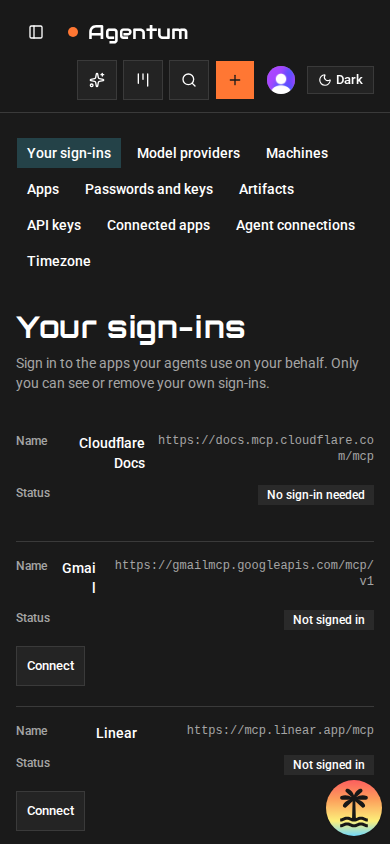 Agentum
Dark
Your sign-ins Model providers Machines
Apps Passwords and keys Artifacts
API keys Connected apps Agent connections
Timezone
Your sign-ins
Sign in to the apps your agents use on your behalf. Only
you can see or remove your own sign-ins.
Name Cloudflare https://docs.mcp.cloudflare.co
Docs m/mcp
Status No sign-in needed
Name Gmai https://gmailmcp.googleapis.com/mcp/
l v1
Status Not signed in
Connect
Name Linear https://mcp.linear.app/mcp
Status Not signed in
Connect